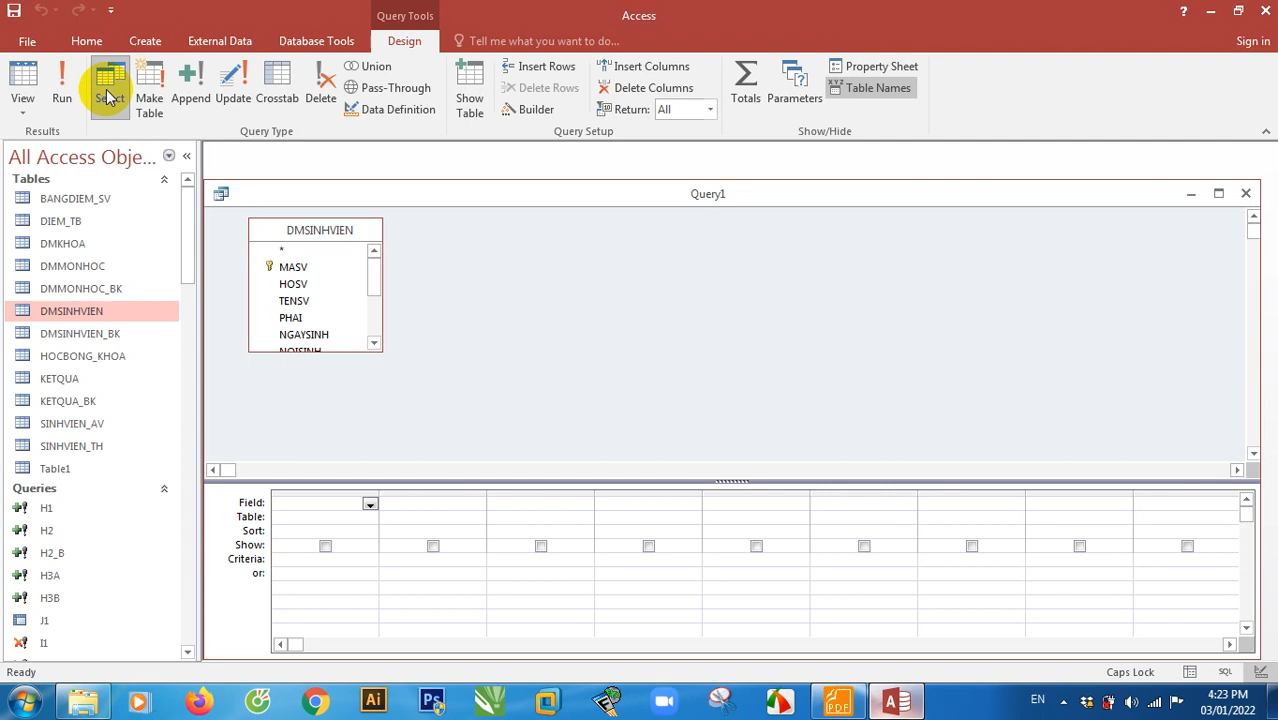 Query Tools
Access
File
Home
Create
External Data
Database Tools
Design
Tell me what you want to do...
Sign in
View
Run
Select
Make Table
Append
Update
Crosstab
Delete
Union
Pass-Through
Data Definition
Show Table
Insert Rows
Delete Rows
Builder
Insert Columns
Delete Columns
Return: All
Totals
Parameters
Property Sheet
Table Names
Results
Query Type
Query Setup
Show/Hide
All Access Obje...
Tables
BANGDIEM_SV
DIEM_TB
DMKHOA
DMMONHOC
DMMONHOC_BK
DMSINHVIEN
DMSINHVIEN_BK
HOCBONG_KHOA
KETQUA
KETQUA_BK
SINHVIEN_AV
SINHVIEN_TH
Table1
Queries
H1
H2
H2_B
H3A
H3B
J1
I1
Query1
DMSINHVIEN
*
MASV
HOSV
TENSV
PHAI
NGAYSINH
NOISINH
Field:
Table:
Sort:
Show:
Criteria:
or:
Ready
Caps Lock
SQL
EN
4:23 PM
03/01/2022